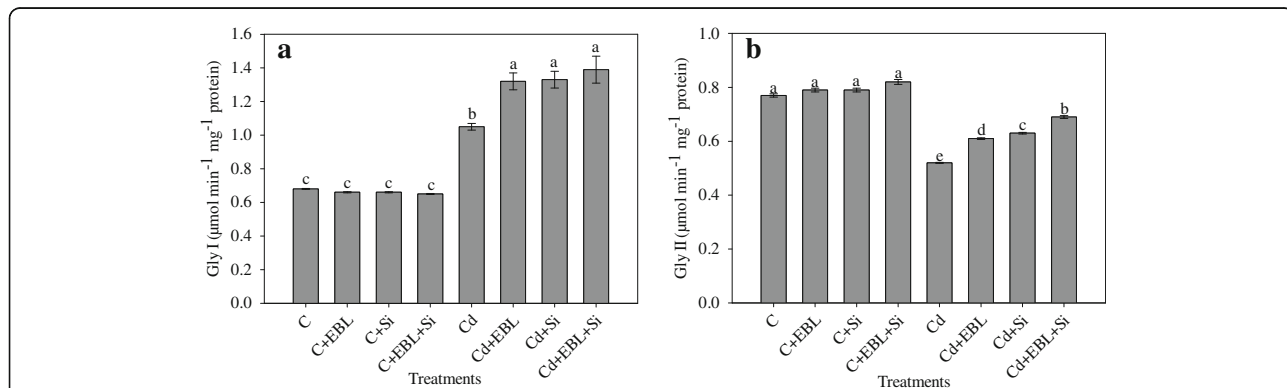 a
1.6
1.4
1.2
1.0
0.8
0.6
0.4
0.2
0.0
Gly I (µmol min⁻¹ mg⁻¹ protein)
c
c
c
c
b
a
a
a
C
C+EBL
C+Si
C+EBL+Si
Cd
Cd+EBL
Cd+Si
Cd+EBL+Si
Treatments
b
1.0
0.8
0.6
0.4
0.2
0.0
Gly II (µmol min⁻¹ mg⁻¹ protein)
a
a
a
a
e
d
c
b
C
C+EBL
C+Si
C+EBL+Si
Cd
Cd+EBL
Cd+Si
Cd+EBL+Si
Treatments